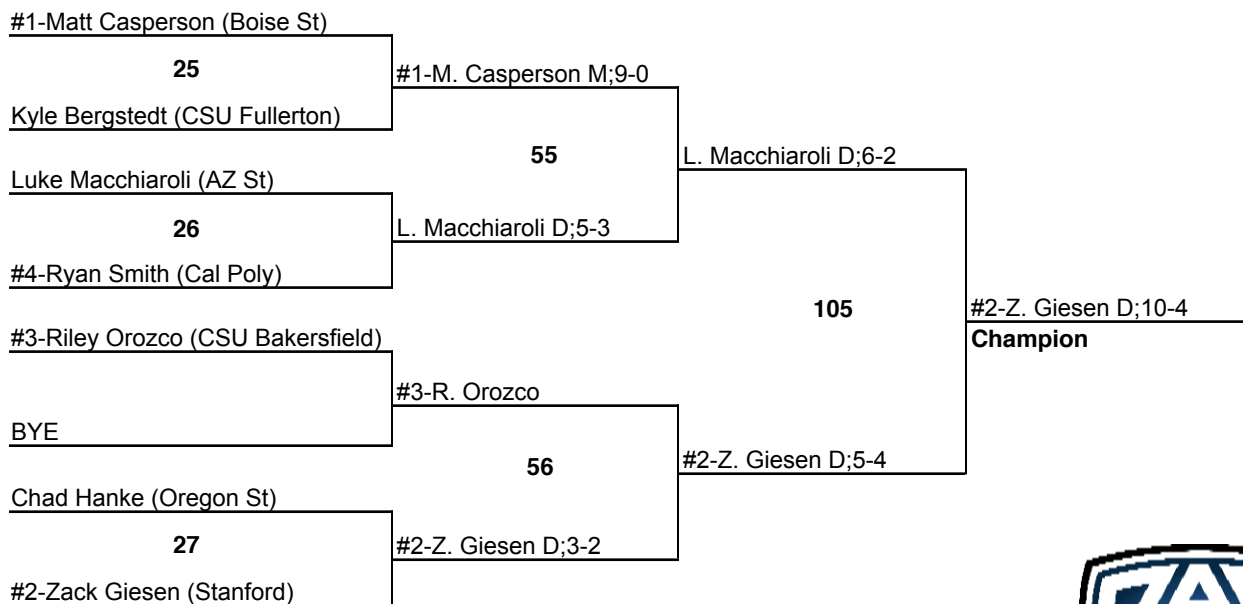 #1-Matt Casperson (Boise St)
25
#1-M. Casperson M;9-0
Kyle Bergstedt (CSU Fullerton)
55
L. Macchiaroli D;6-2
Luke Macchiaroli (AZ St)
26
L. Macchiaroli D;5-3
#4-Ryan Smith (Cal Poly)
105
#2-Z. Giesen D;10-4
Champion
#3-Riley Orozco (CSU Bakersfield)
#3-R. Orozco
BYE
56
#2-Z. Giesen D;5-4
Chad Hanke (Oregon St)
27
#2-Z. Giesen D;3-2
#2-Zack Giesen (Stanford)